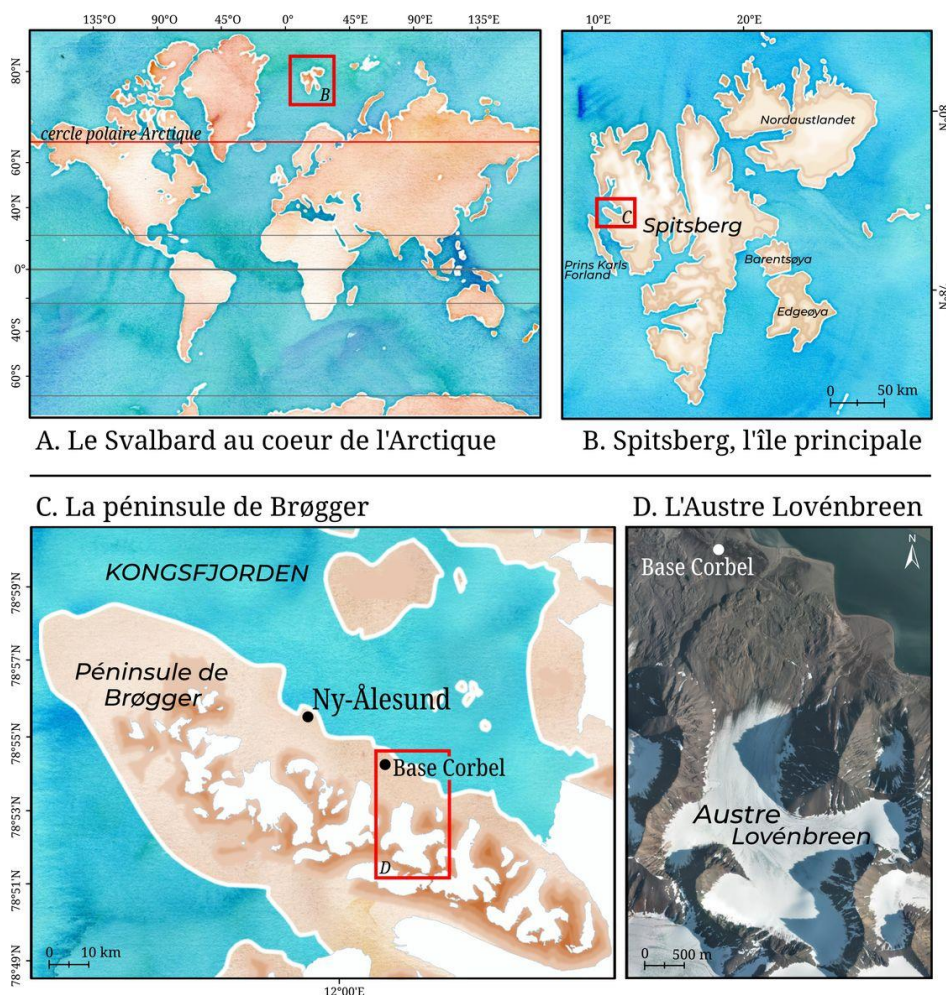 135°O 90°O 45°O 0° 45°E 90°E 135°E
80°N
cercle polaire Arctique
60°N
40°N
0°
40°S
60°S
B
A. Le Svalbard au coeur de l'Arctique
10°E 20°E
80°N
78°N
Nordaustlandet
C
Spitsberg
Prins Karls
Forland
Barentsøya
Edgeøya
0 50 km
B. Spitsberg, l'île principale
C. La péninsule de Brøgger
KONGSFJORDEN
78°59'N
78°57'N
78°55'N
78°53'N
78°51'N
78°49'N
Péninsule de
Brøgger
Ny-Ålesund
Base Corbel
D
0 10 km
12°00'E
D. L'Austre Lovénbreen
N
Base Corbel
Austre
Lovénbreen
0 500 m